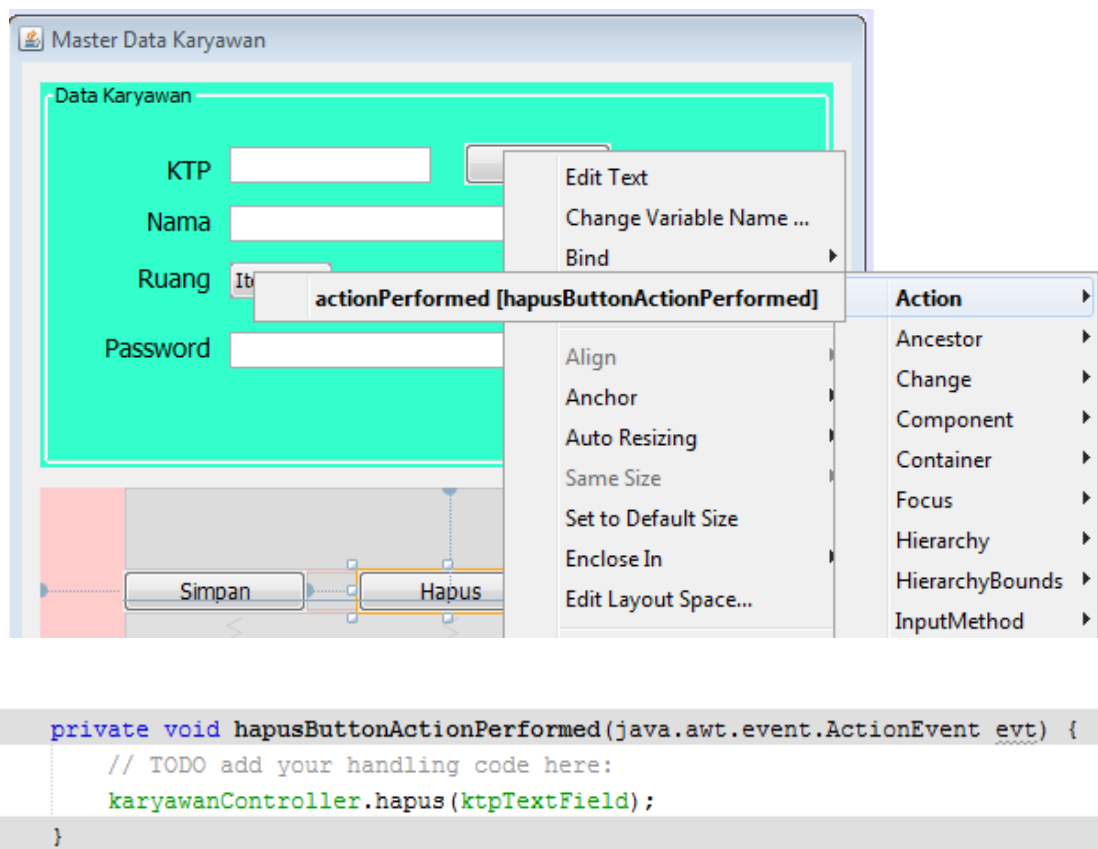 Master Data Karyawan
Data Karyawan
KTP
Nama
Ruang
Password
Edit Text
Change Variable Name ...
Bind
actionPerformed [hapusButtonActionPerformed]
Align
Anchor
Auto Resizing
Same Size
Set to Default Size
Enclose In
Edit Layout Space...
Action
Ancestor
Change
Component
Container
Focus
Hierarchy
HierarchyBounds
InputMethod
Simpan
Hapus
private void hapusButtonActionPerformed(java.awt.event.ActionEvent evt) {
// TODO add your handling code here:
karyawanController.hapus(ktpTextField);
}